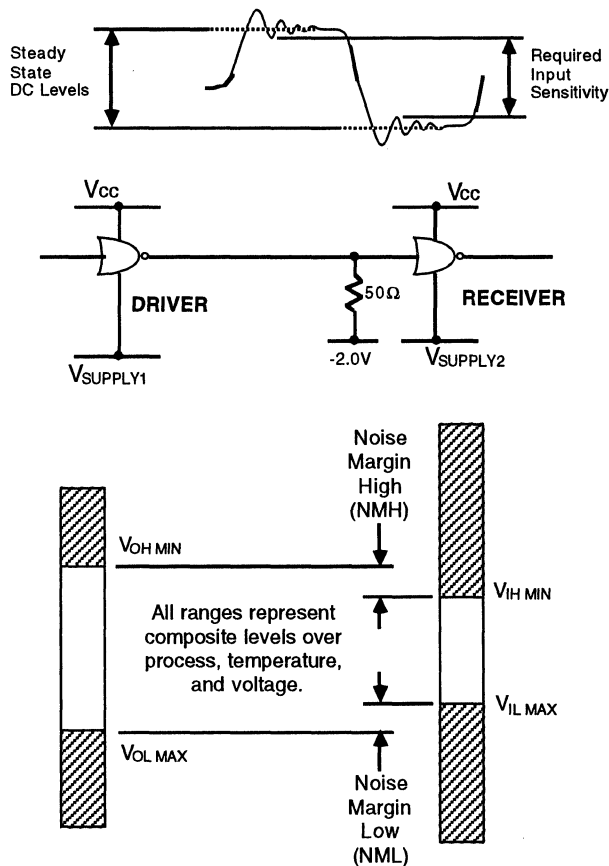 Steady
State
DC Levels
Required
Input
Sensitivity
Vcc
Vcc
DRIVER
50Ω
RECEIVER
VSUPPLY1
-2.0V
VSUPPLY2
Noise
Margin
High
(NMH)
VOH MIN
VIH MIN
All ranges represent
composite levels over
process, temperature,
and voltage.
VIL MAX
VOL MAX
Noise
Margin
Low
(NML)